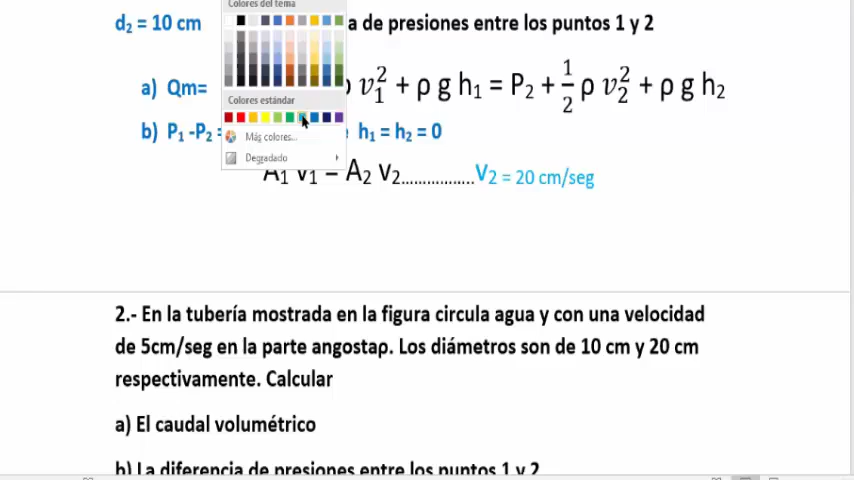 Colores del tema
d₂ = 10 cm a de presiones entre los puntos 1 y 2
a) Qm= ρ v₁² + ρ g h₁ = P₂ + 1/2 ρ v₂² + ρ g h₂
Colores estándar
b) P₁ -P₂ = h₁ = h₂ = 0
Más colores...
Degradado
A₁ v₁ = A₂ v₂.................v₂ = 20 cm/seg
2.- En la tubería mostrada en la figura circula agua y con una velocidad
de 5cm/seg en la parte angostaρ. Los diámetros son de 10 cm y 20 cm
respectivamente. Calcular
a) El caudal volumétrico
b) La diferencia de presiones entre los puntos 1 y 2